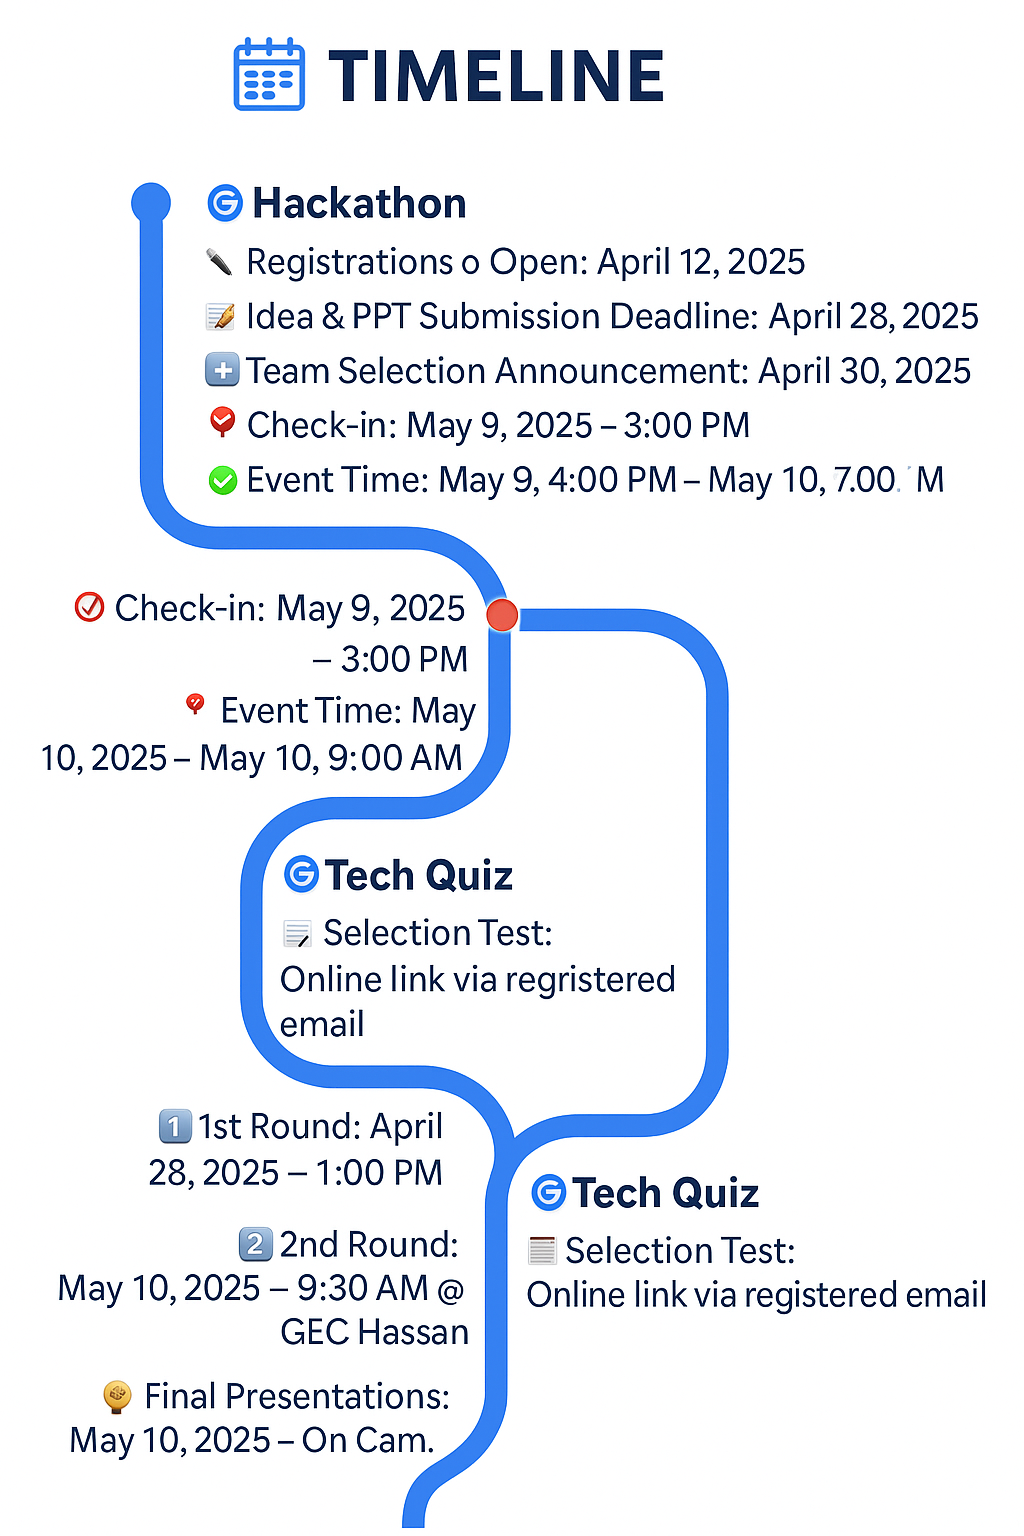 TIMELINE
Hackathon
Registrations o Open: April 12, 2025
Idea & PPT Submission Deadline: April 28, 2025
Team Selection Announcement: April 30, 2025
Check-in: May 9, 2025 – 3:00 PM
Event Time: May 9, 4:00 PM – May 10, 7.00. M
Check-in: May 9, 2025
– 3:00 PM
Event Time: May
10, 2025 – May 10, 9:00 AM
Tech Quiz
Selection Test:
Online link via regristered
email
1 1st Round: April
28, 2025 – 1:00 PM
2 2nd Round:
May 10, 2025 – 9:30 AM @
GEC Hassan
Final Presentations:
May 10, 2025 – On Cam.
Tech Quiz
Selection Test:
Online link via registered email